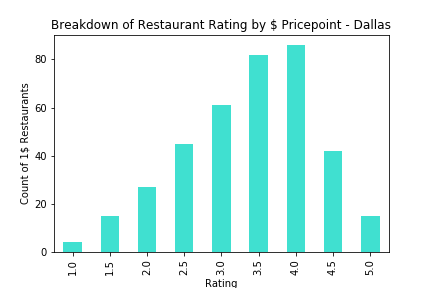 Breakdown of Restaurant Rating by $ Pricepoint - Dallas
80
60
40
20
0
Count of 1$ Restaurants
1.0 1.5 2.0 2.5 3.0 3.5 4.0 4.5 5.0
Rating